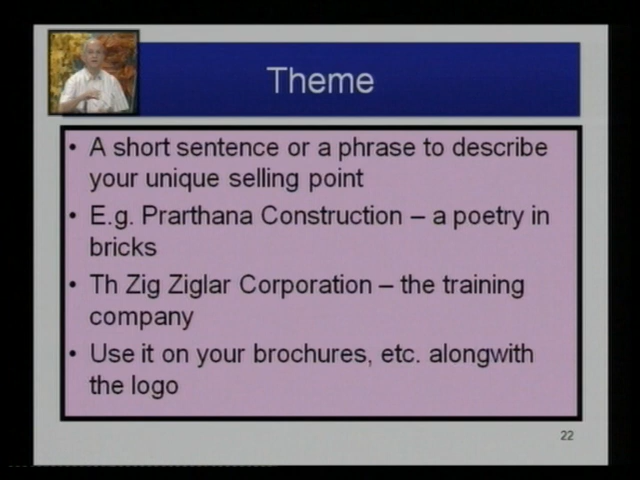 Theme
• A short sentence or a phrase to describe
your unique selling point
• E.g. Prarthana Construction – a poetry in
bricks
• Th Zig Ziglar Corporation – the training
company
• Use it on your brochures, etc. alongwith
the logo
22